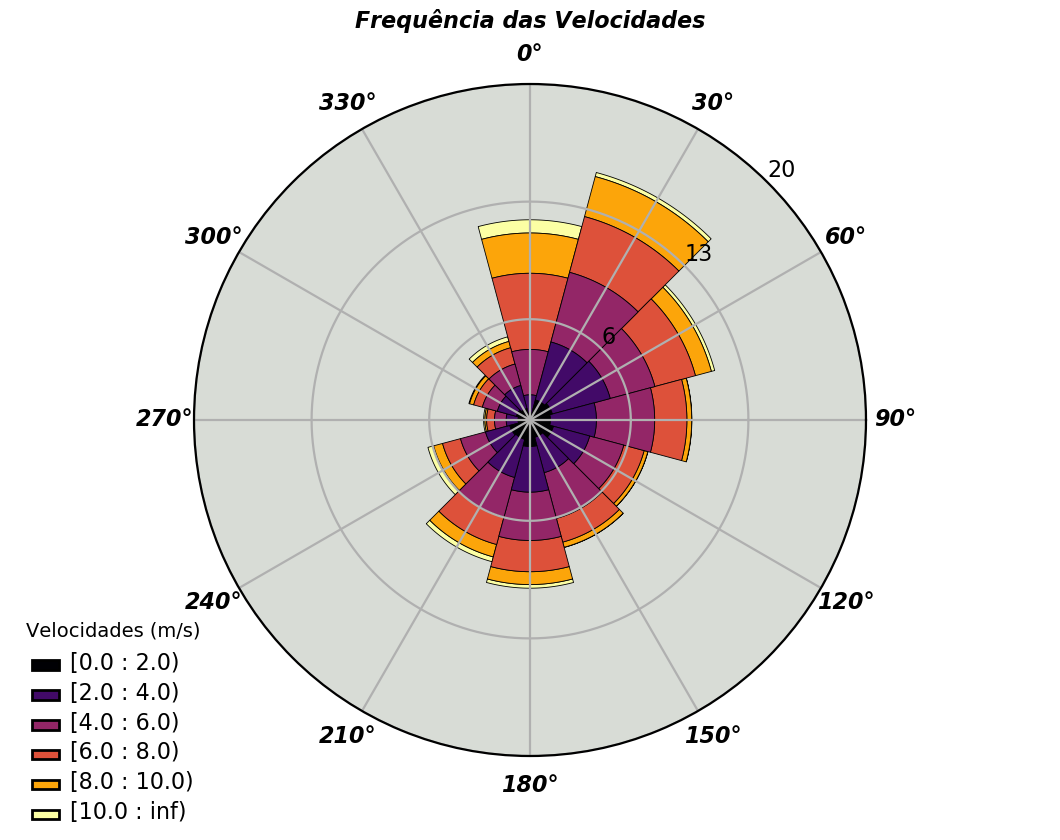 Frequência das Velocidades
0°
330°
30°
20
300°
60°
13
6
270°
90°
240°
120°
210°
150°
180°
Velocidades (m/s)
[0.0 : 2.0)
[2.0 : 4.0)
[4.0 : 6.0)
[6.0 : 8.0)
[8.0 : 10.0)
[10.0 : inf)